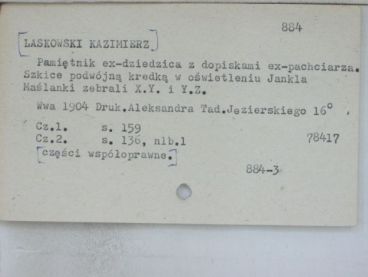 884
[LASKOWSKI KAZIMIERZ]
Pamiętnik ex-dziedzica z dopiskami ex-pachciarza.
Szkice podwójną kredką w oświetleniu Jankla
Maślanki zebrali X.Y. i Y.Z.
Wwa 1904 Druk.Aleksandra Tad.Jezierskiego 16°
Cz.1. s. 159
Cz.2. s. 136, nlb.1 78417
[części współoprawne.]
884-3